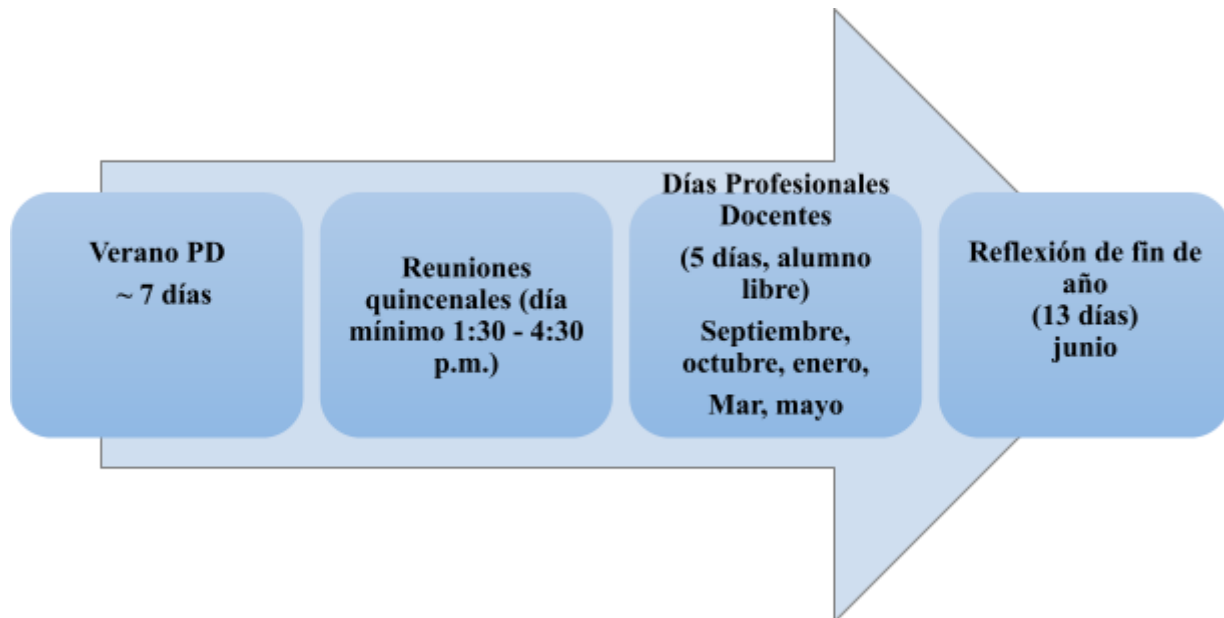 Verano PD
~ 7 días
Reuniones
quincenales (día
mínimo 1:30 - 4:30
p.m.)
Días Profesionales
Docentes
(5 días, alumno
libre)
Septiembre,
octubre, enero,
Mar, mayo
Reflexión de fin de
año
(13 días)
junio